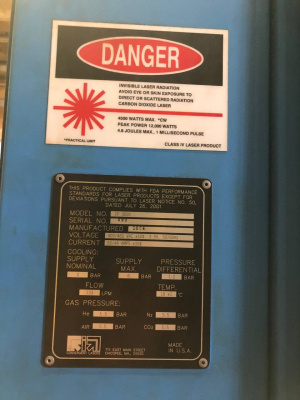 DANGER
INVISIBLE LASER RADIATION
AVOID EYE OR SKIN EXPOSURE TO
DIRECT OR SCATTERED RADIATION
CARBON DIOXIDE LASER
4000 WATTS MAX. *CW
PEAK POWER 12,000 WATTS
4.8 JOULES MAX., 1 MILLISECOND PULSE
*PRACTICAL LIMIT
CLASS IV LASER PRODUCT
THIS PRODUCT COMPLIES WITH FDA PERFORMANCE
STANDARDS FOR LASER PRODUCTS EXCEPT FOR
DEVIATIONS PURSUANT TO LASER NOTICE NO. 50,
DATED JULY 26, 2001
MODEL NO.
SERIAL NO.
MANUFACTURED
VOLTAGE
CURRENT
COOLING:
SUPPLY SUPPLY PRESSURE
NOMINAL MAX. DIFFERENTIAL
BAR BAR BAR
FLOW TEMP.
LPM °C
GAS PRESSURE:
He BAR N₂ BAR
AIR BAR CO₂ BAR
MADE
IN U.S.A.